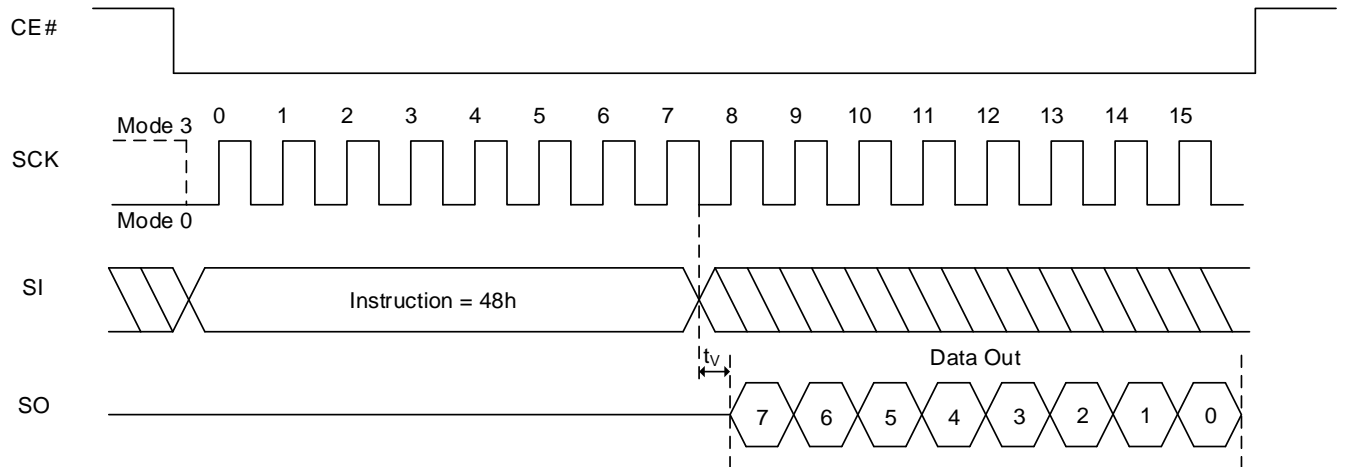 CE#
0 1 2 3 4 5 6 7 8 9 10 11 12 13 14 15
Mode 3
SCK
Mode 0
SI
Instruction = 48h
tV
Data Out
SO
7 6 5 4 3 2 1 0